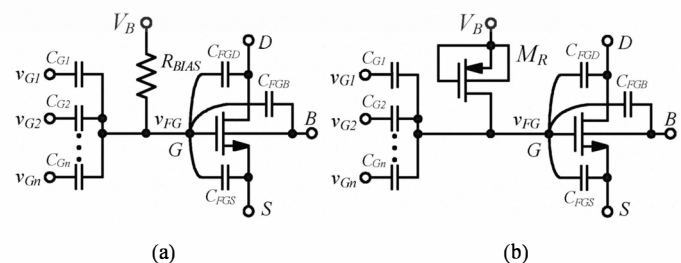 V_B
D
C_G1
R_BIAS
C_FGD
v_G1
C_FGB
C_G2
v_G2
v_FG
B
C_Gn
G
v_Gn
C_FGS
S
(a)
V_B
D
C_G1
M_R
C_FGD
v_G1
C_FGB
C_G2
v_G2
v_FG
B
C_Gn
G
v_Gn
C_FGS
S
(b)